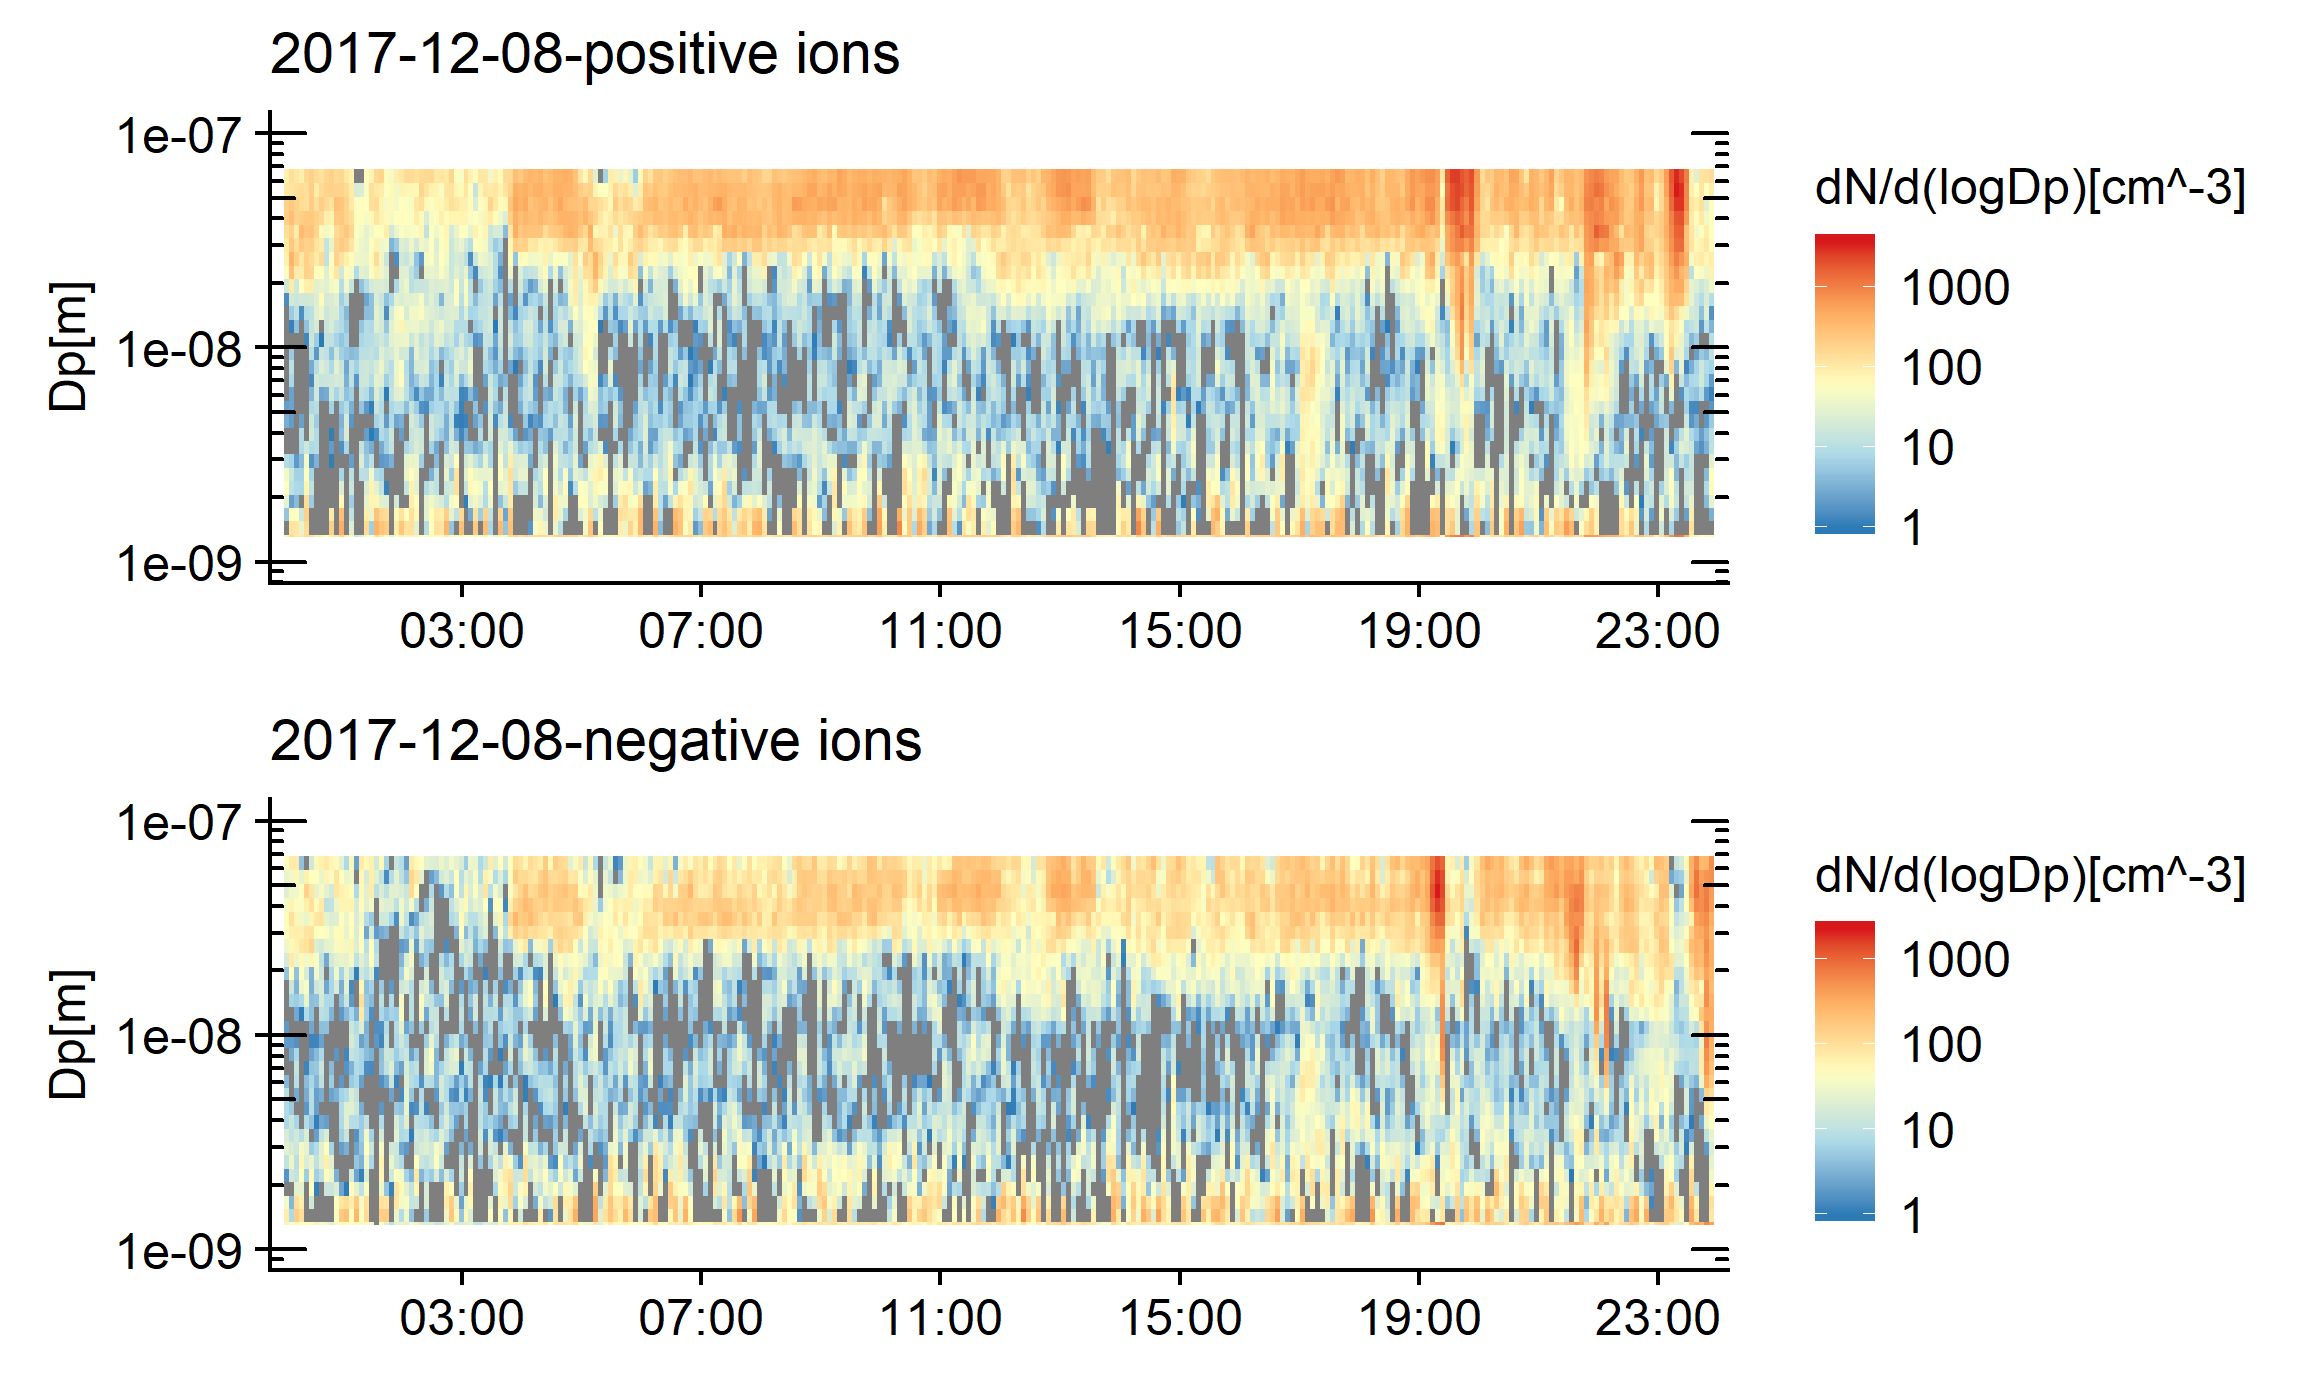 2017-12-08-positive ions
1e-07
1e-08
1e-09
Dp[m]
03:00 07:00 11:00 15:00 19:00 23:00
dN/d(logDp)[cm^-3]
1000
100
10
1
2017-12-08-negative ions
1e-07
1e-08
1e-09
Dp[m]
03:00 07:00 11:00 15:00 19:00 23:00
dN/d(logDp)[cm^-3]
1000
100
10
1